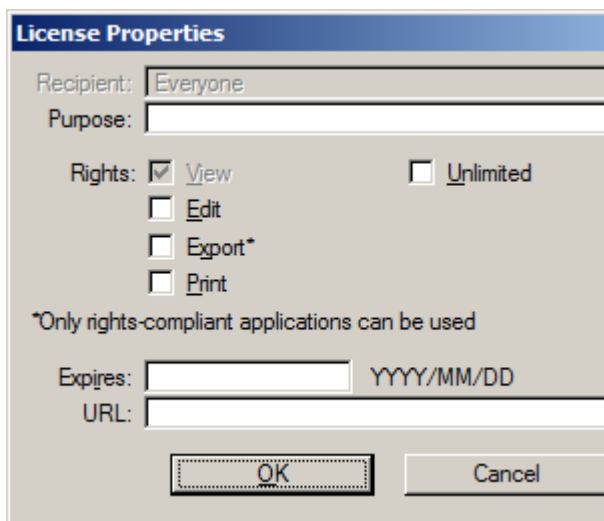 License Properties
Recipient: Everyone
Purpose:
Rights: View Unlimited
Edit
Export*
Print
*Only rights-compliant applications can be used
Expires: YYYY/MM/DD
URL:
OK Cancel